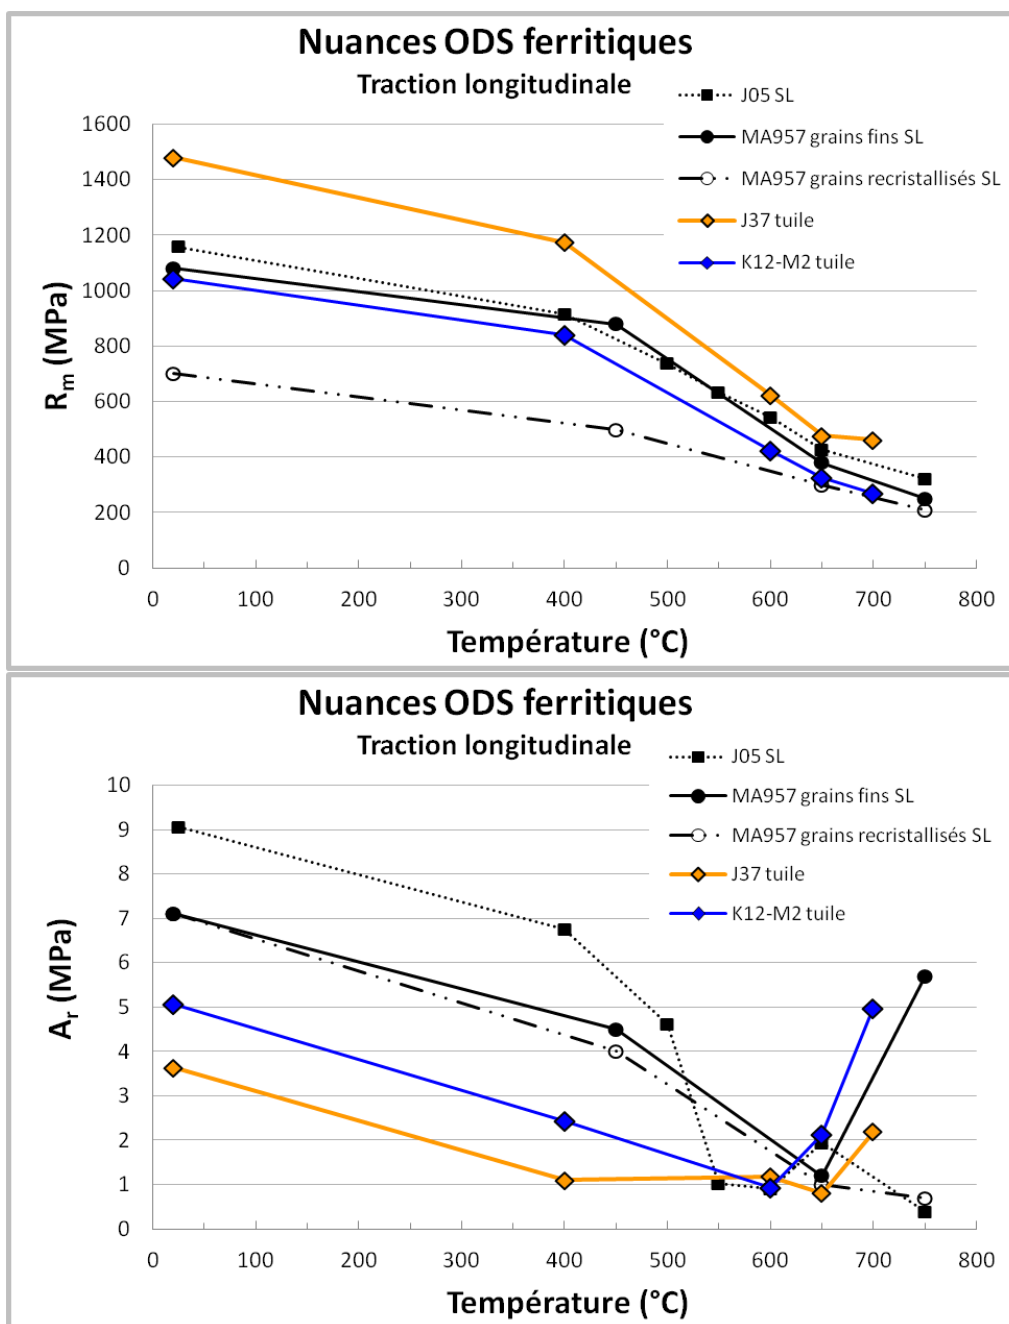 Nuances ODS ferritiques
Traction longitudinale
J05 SL
MA957 grains fins SL
MA957 grains recristallisés SL
J37 tuile
K12-M2 tuile
1600
1400
1200
1000
800
600
400
200
0
Rm (MPa)
0 100 200 300 400 500 600 700 800
Température (°C)
Nuances ODS ferritiques
Traction longitudinale
J05 SL
MA957 grains fins SL
MA957 grains recristallisés SL
J37 tuile
K12-M2 tuile
10
9
8
7
6
5
4
3
2
1
0
Ar (MPa)
0 100 200 300 400 500 600 700 800
Température (°C)